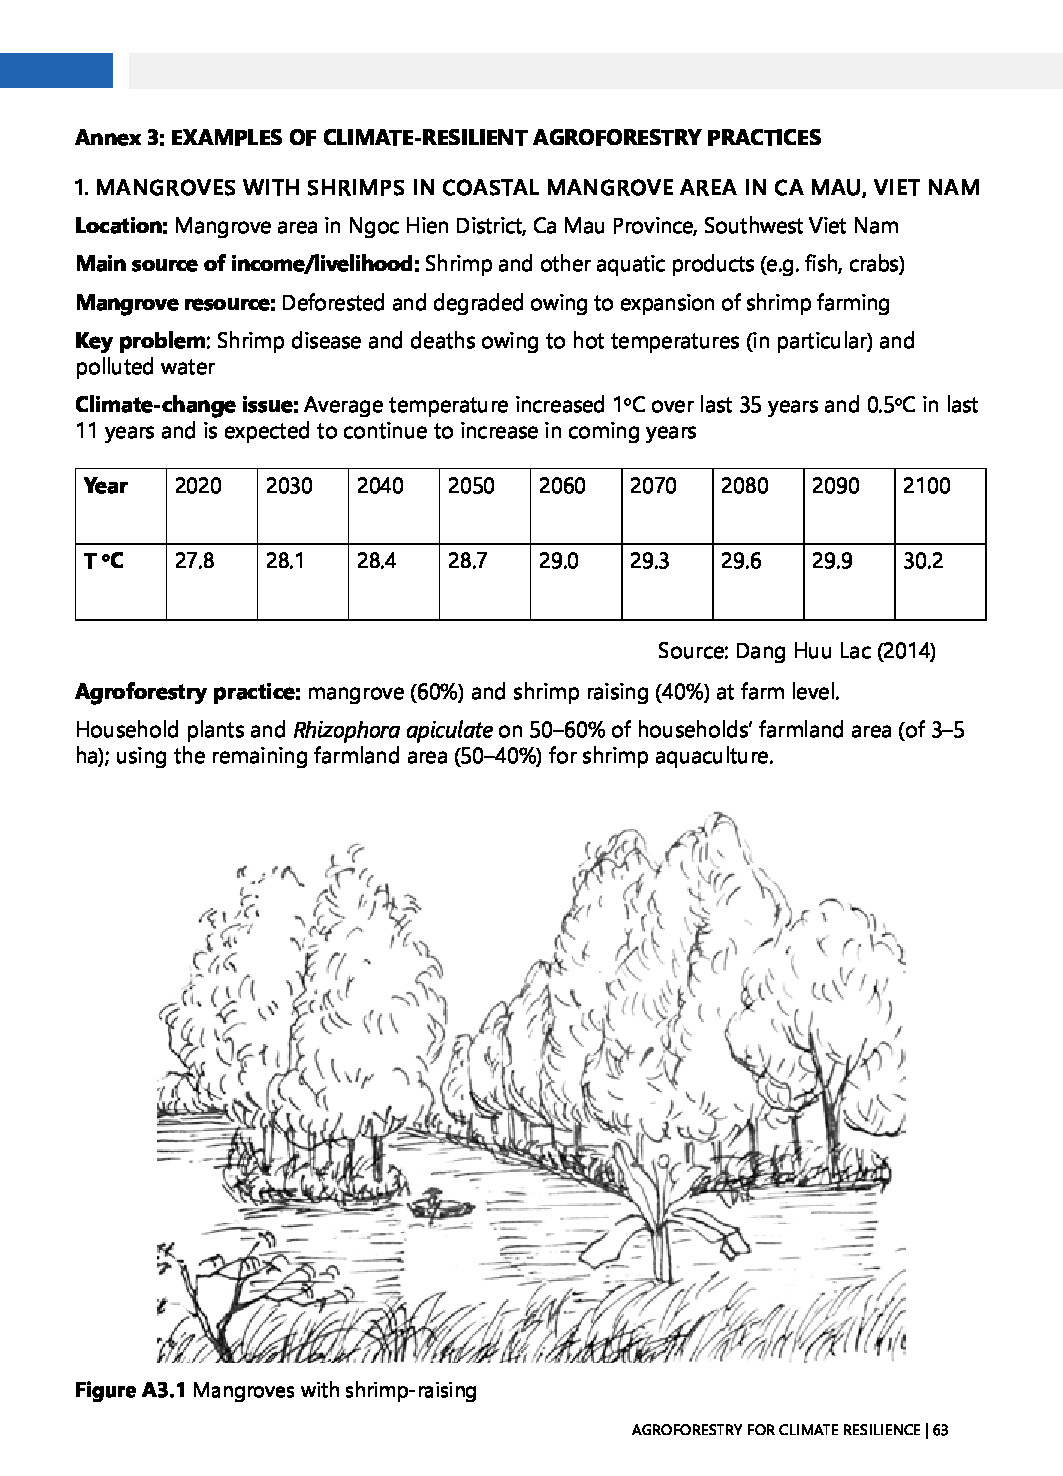 Annex 3: EXAMPLES OF CLIMATE-RESILIENT AGROFORESTRY PRACTICES
1. MANGROVES WITH SHRIMPS IN COASTAL MANGROVE AREA IN CA MAU, VIET NAM
Location: Mangrove area in Ngoc Hien District, Ca Mau Province, Southwest Viet Nam
Main source of income/livelihood: Shrimp and other aquatic products (e.g. fish, crabs)
Mangrove resource: Deforested and degraded owing to expansion of shrimp farming
Key problem: Shrimp disease and deaths owing to hot temperatures (in particular) and
polluted water
Climate-change issue: Average temperature increased 1ºC over last 35 years and 0.5ºC in last
11 years and is expected to continue to increase in coming years
Year 2020 2030 2040 2050 2060 2070 2080 2090 2100
T ºC 27.8 28.1 28.4 28.7 29.0 29.3 29.6 29.9 30.2
Source: Dang Huu Lac (2014)
Agroforestry practice: mangrove (60%) and shrimp raising (40%) at farm level.
Household plants and Rhizophora apiculate on 50–60% of households’ farmland area (of 3–5
ha); using the remaining farmland area (50–40%) for shrimp aquaculture.
Figure A3.1 Mangroves with shrimp-raising
AGROFORESTRY FOR CLIMATE RESILIENCE | 63